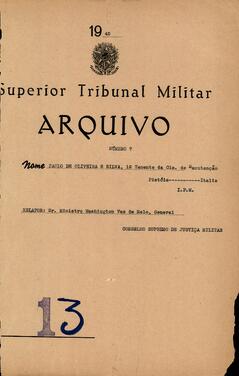 19 45
Superior Tribunal Militar
ARQUIVO
NÚMERO 7
Nome PAULO DE OLIVEIRA E SILVA, 1º Tenente da Cia. de Manutenção
Pistóia-----------Italia
I.P.M.
RELATOR: Sr. Ministro Washington Vaz de Melo, General
CONSELHO SUPREMO DE JUSTIÇA MILITAR
13